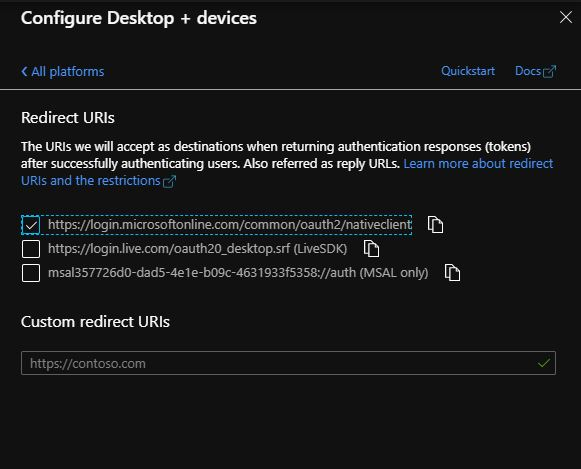 Configure Desktop + devices
All platforms
Quickstart
Docs
Redirect URIs
The URIs we will accept as destinations when returning authentication responses (tokens)
after successfully authenticating users. Also referred as reply URLs. Learn more about redirect
URIs and the restrictions
https://login.microsoftonline.com/common/oauth2/nativeclient
https://login.live.com/oauth20_desktop.srf (LiveSDK)
msal357726d0-dad5-4e1e-b09c-4631933f5358://auth (MSAL only)
Custom redirect URIs
https://contoso.com